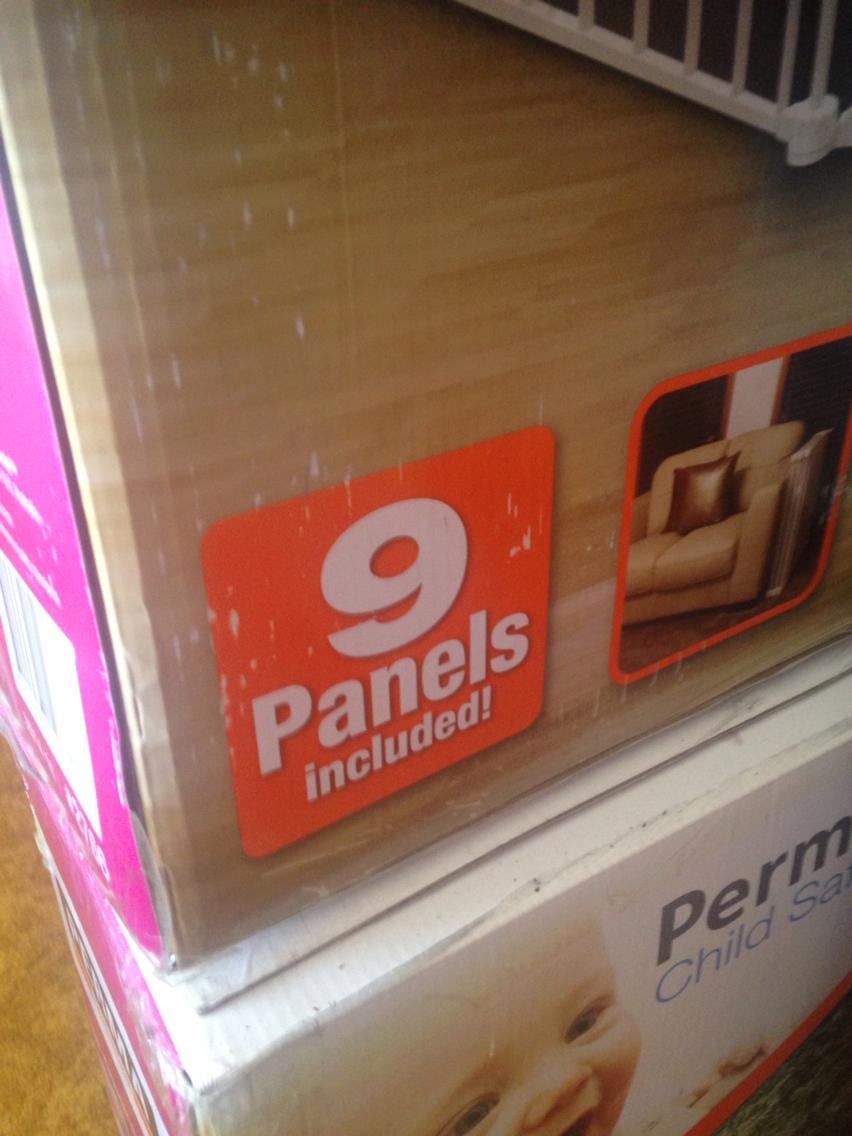 9
Panels
included!
Perm
Child Sa